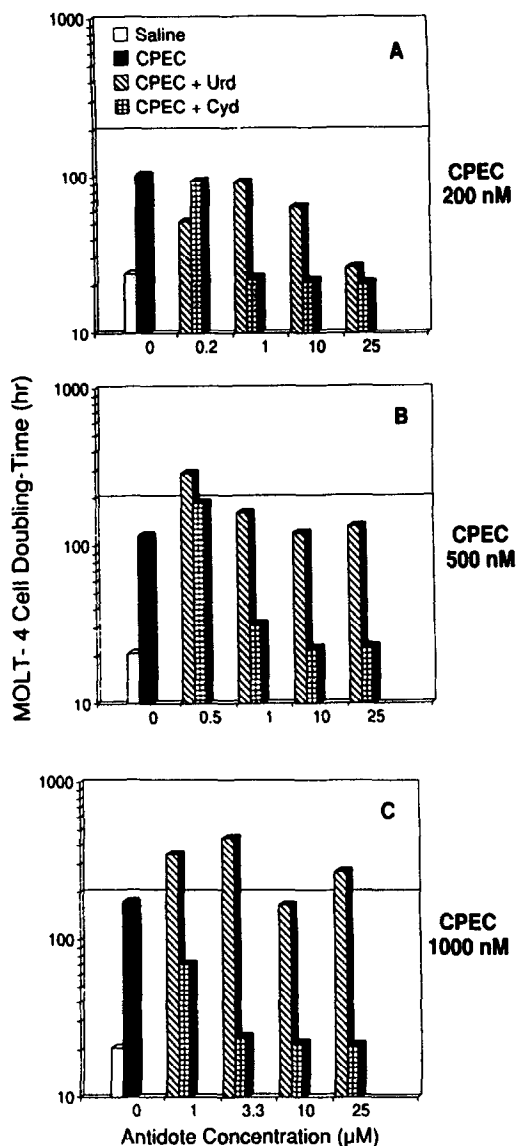 1000
Saline
CPEC
CPEC + Urd
CPEC + Cyd
A
100
CPEC
200 nM
10
0 0.2 1 10 25
1000
B
100
CPEC
500 nM
10
0 0.5 1 10 25
MOLT-4 Cell Doubling-Time (hr)
1000
C
100
CPEC
1000 nM
10
0 1 3.3 10 25
Antidote Concentration (µM)